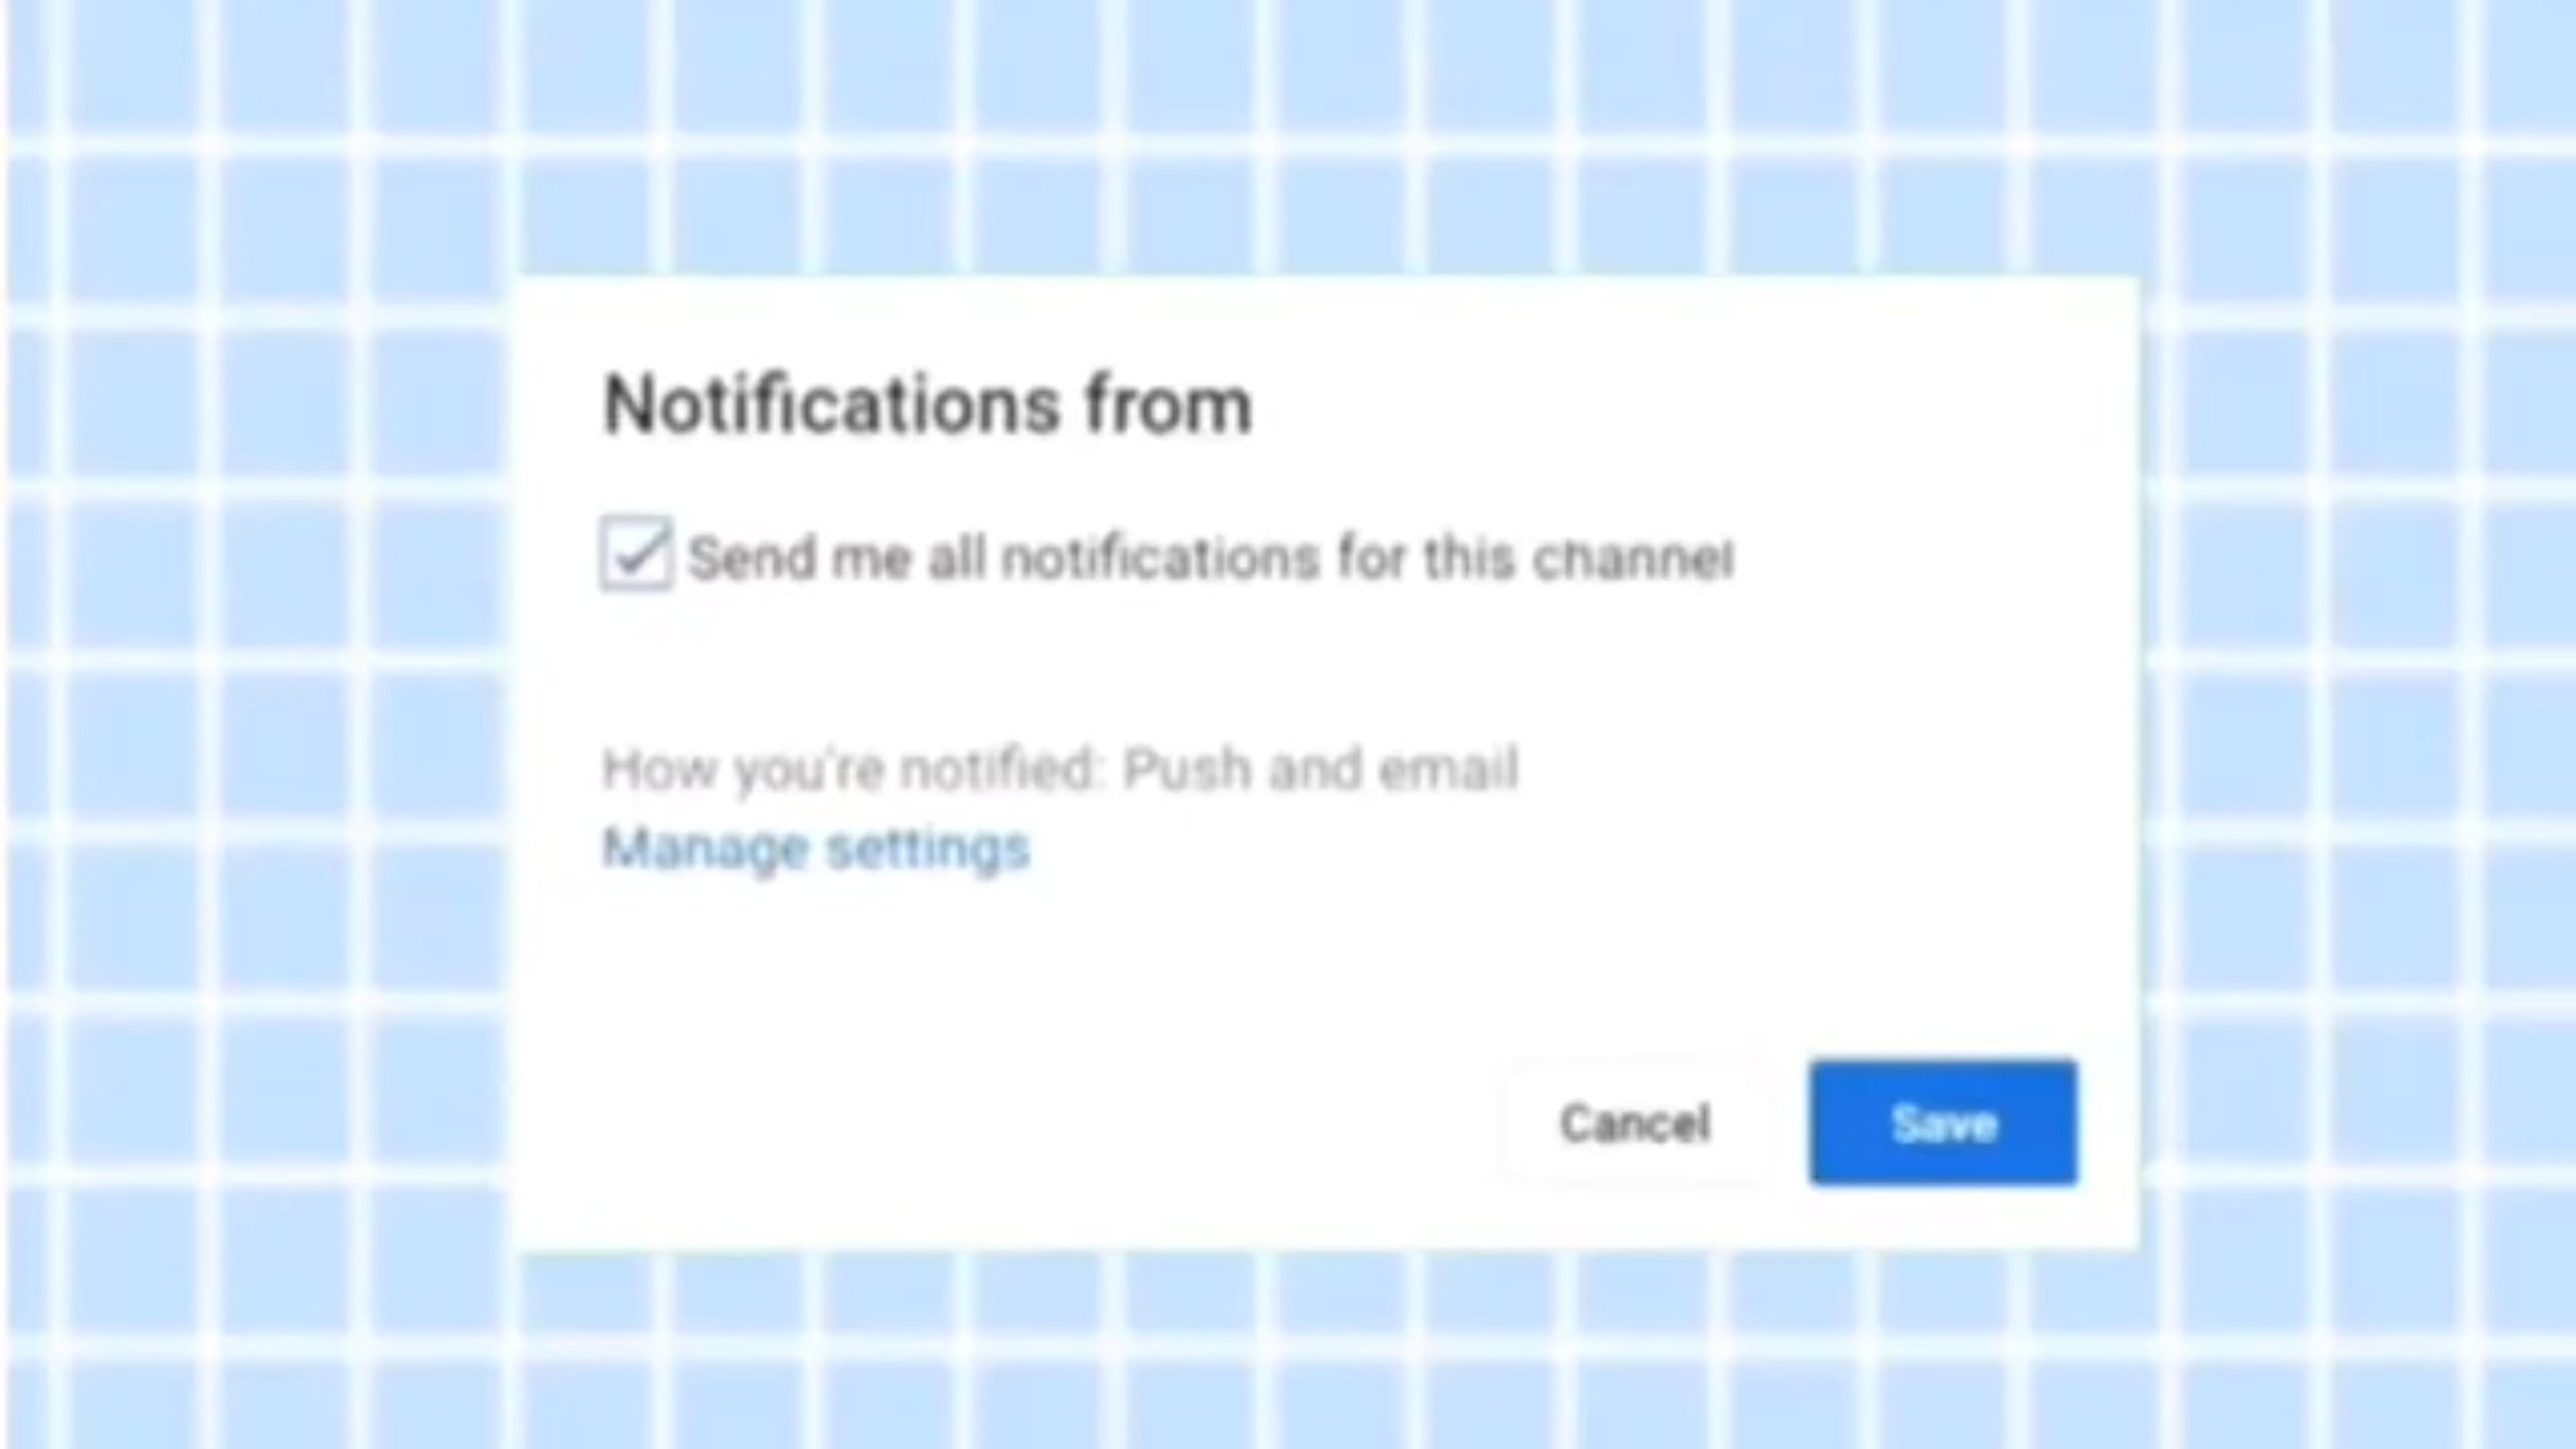 Notifications from
Send me all notifications for this channel
How you're notified: Push and email
Manage settings
Cancel
Save